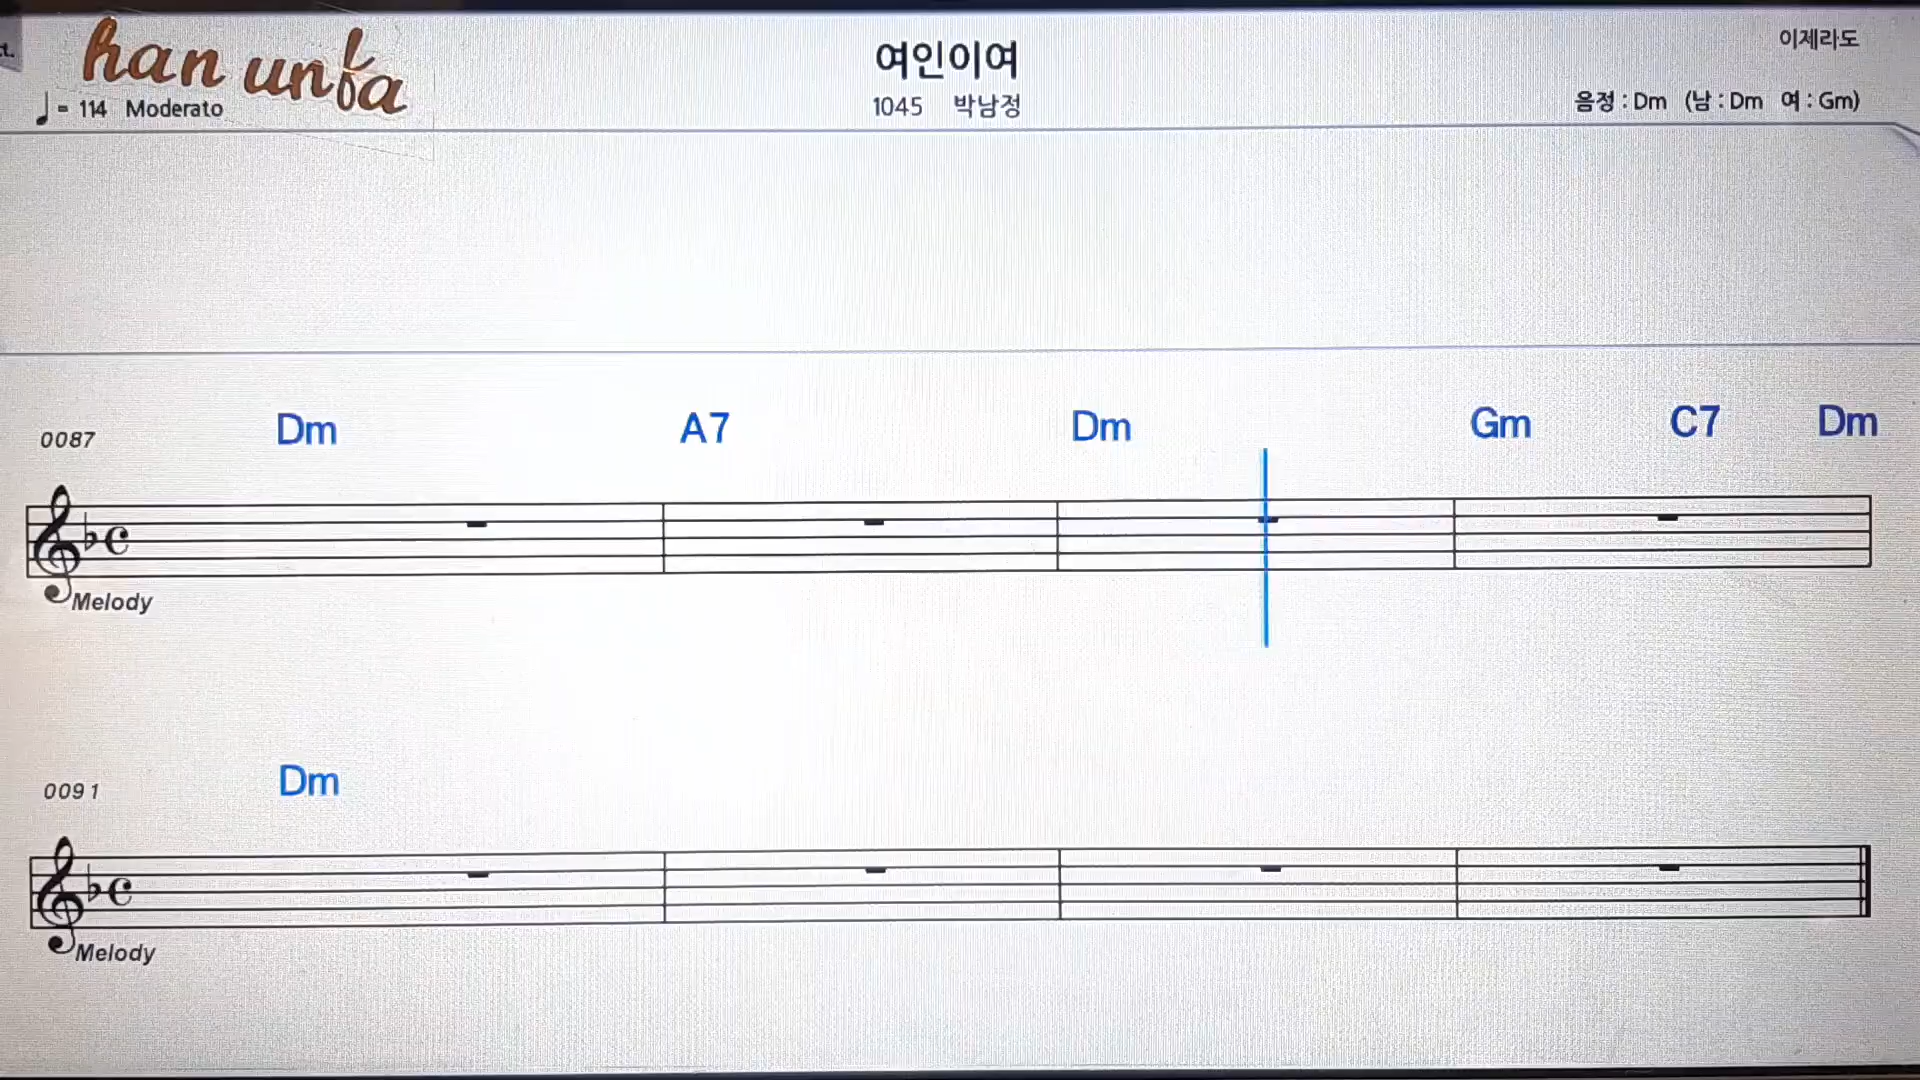 han unfa
여인이여
이제리도
♩= 114 Moderato
1045 박남정
음정 : Dm (남 : Dm 여 : Gm)
0087 Dm A7 Dm Gm C7 Dm
Melody
0091 Dm
Melody